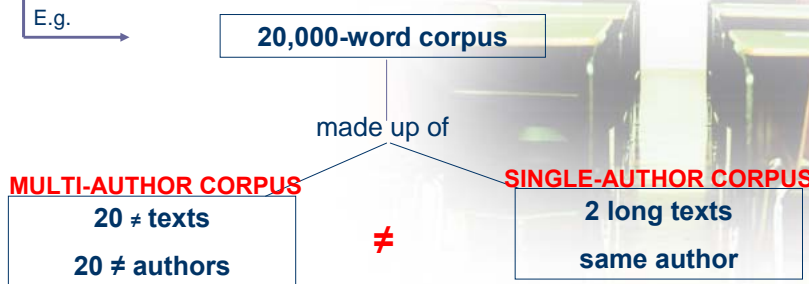 E.g.
20,000-word corpus
made up of
MULTI-AUTHOR CORPUS
20 ≠ texts
20 ≠ authors
≠
SINGLE-AUTHOR CORPUS
2 long texts
same author